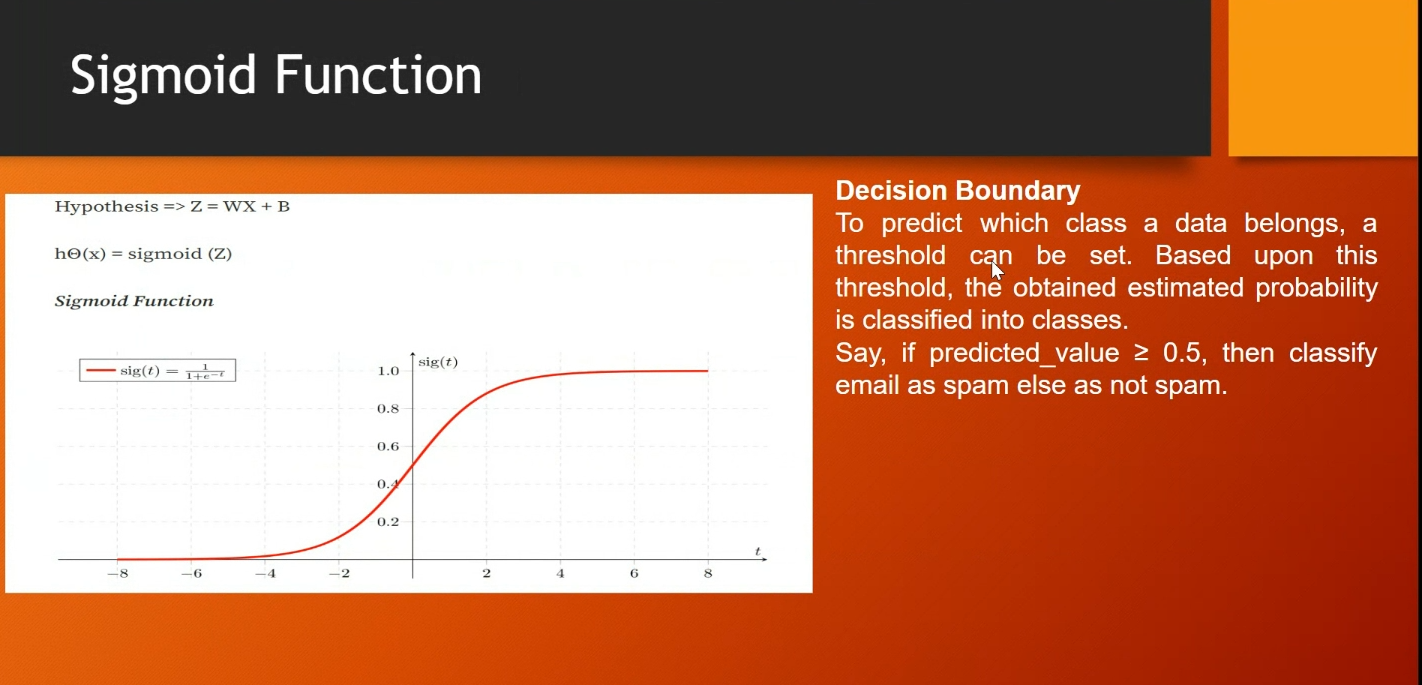 Sigmoid Function
Hypothesis => Z = WX + B
hΘ(x) = sigmoid (Z)
Sigmoid Function
sig(t) = 1/1+e^−t
sig(t)
1.0
0.8
0.6
0.4
0.2
t
−8 −6 −4 −2 2 4 6 8
Decision Boundary
To predict which class a data belongs, a
threshold can be set. Based upon this
threshold, the obtained estimated probability
is classified into classes.
Say, if predicted_value ≥ 0.5, then classify
email as spam else as not spam.